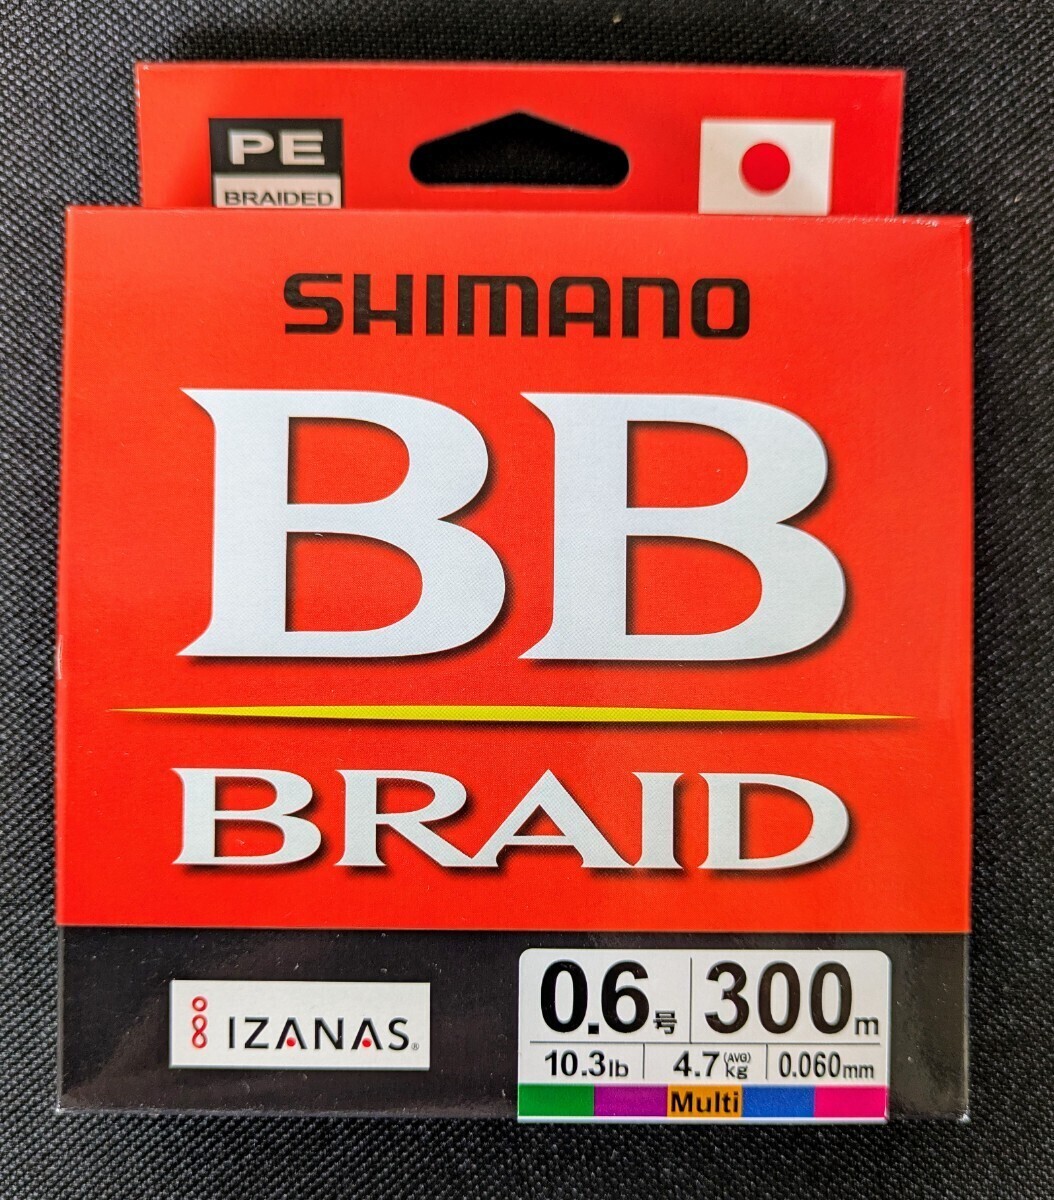 PE
BRAIDED
SHIMANO
BB
BRAID
IZANAS®
0.6号 300m
10.3lb 4.7(AVG)kg 0.060mm
Multi